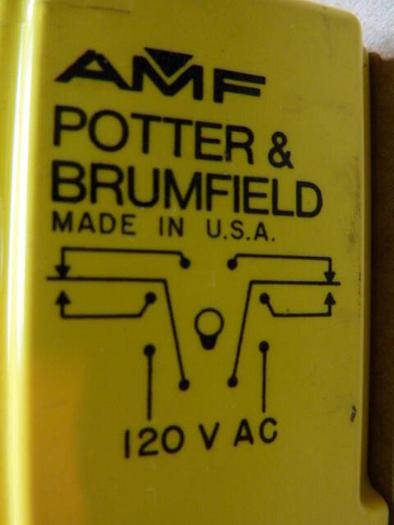 AMF
POTTER &
BRUMFIELD
MADE IN U.S.A.
120 V AC